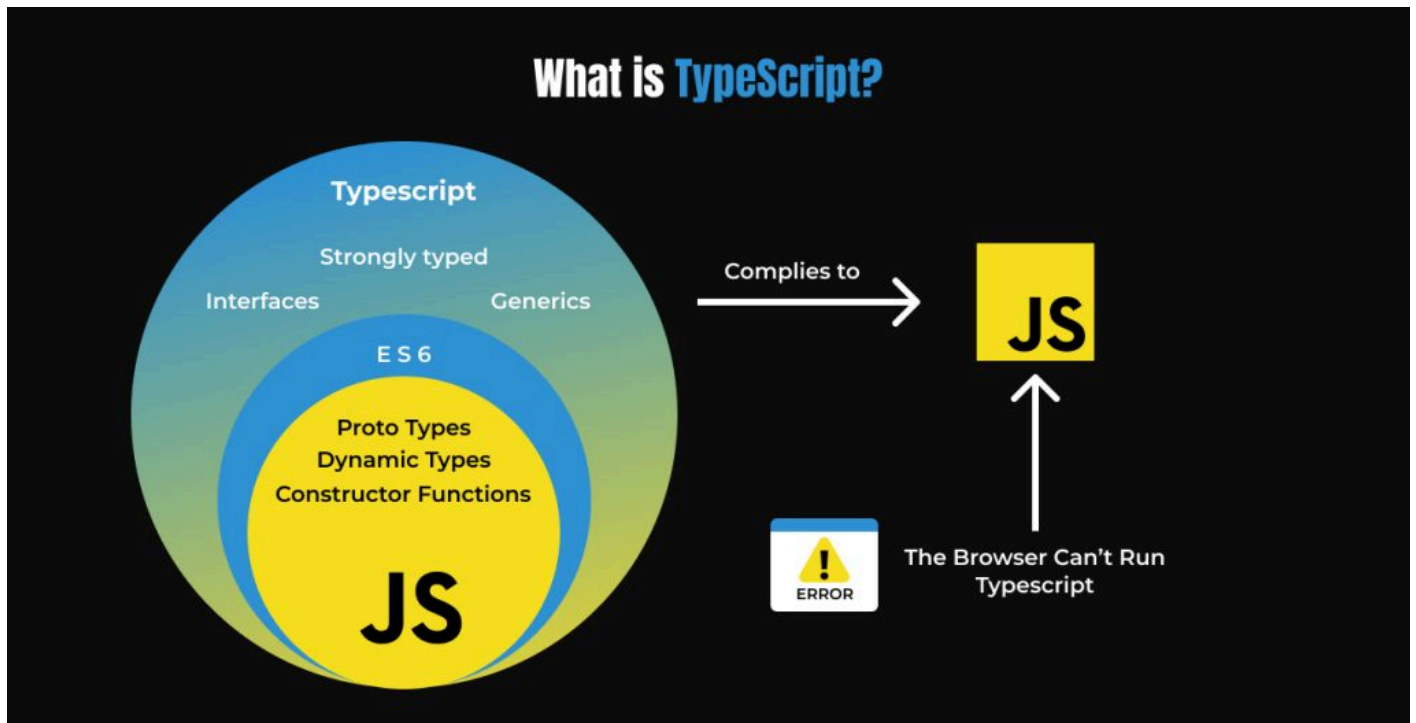 What is TypeScript?
Typescript
Strongly typed
Interfaces
Generics
E S 6
Proto Types
Dynamic Types
Constructor Functions
JS
Complies to
JS
ERROR
The Browser Can’t Run
Typescript